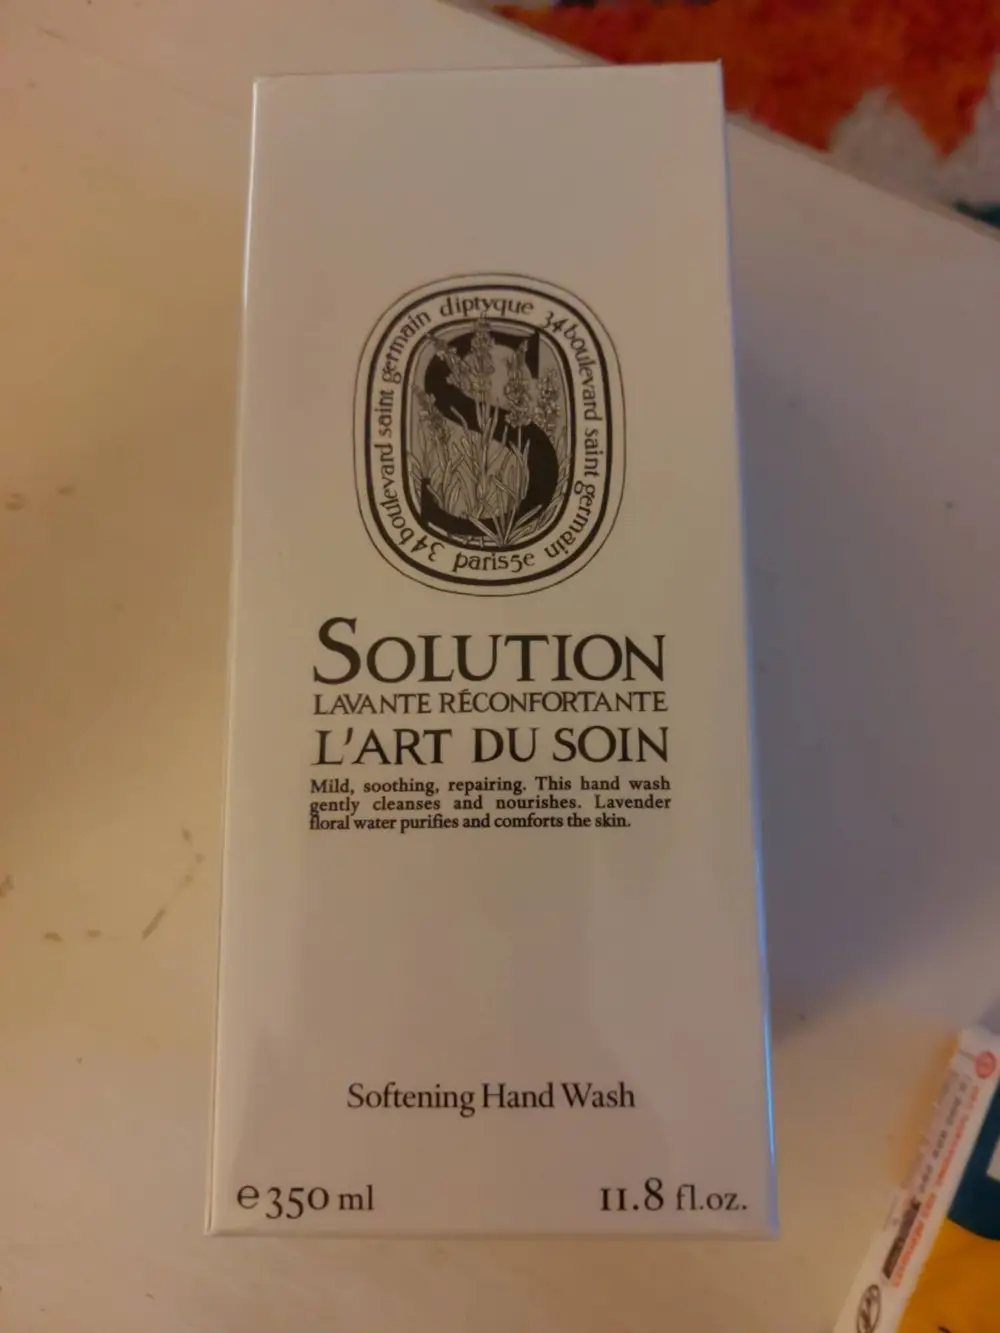 diptyque 34 boulevard saint germain paris 5e 34 boulevard saint germain
S
SOLUTION
LAVANTE RÉCONFORTANTE
L'ART DU SOIN
Mild, soothing, repairing. This hand wash
gently cleanses and nourishes. Lavender
floral water purifies and comforts the skin.
Softening Hand Wash
e 350 ml
11.8 fl.oz.